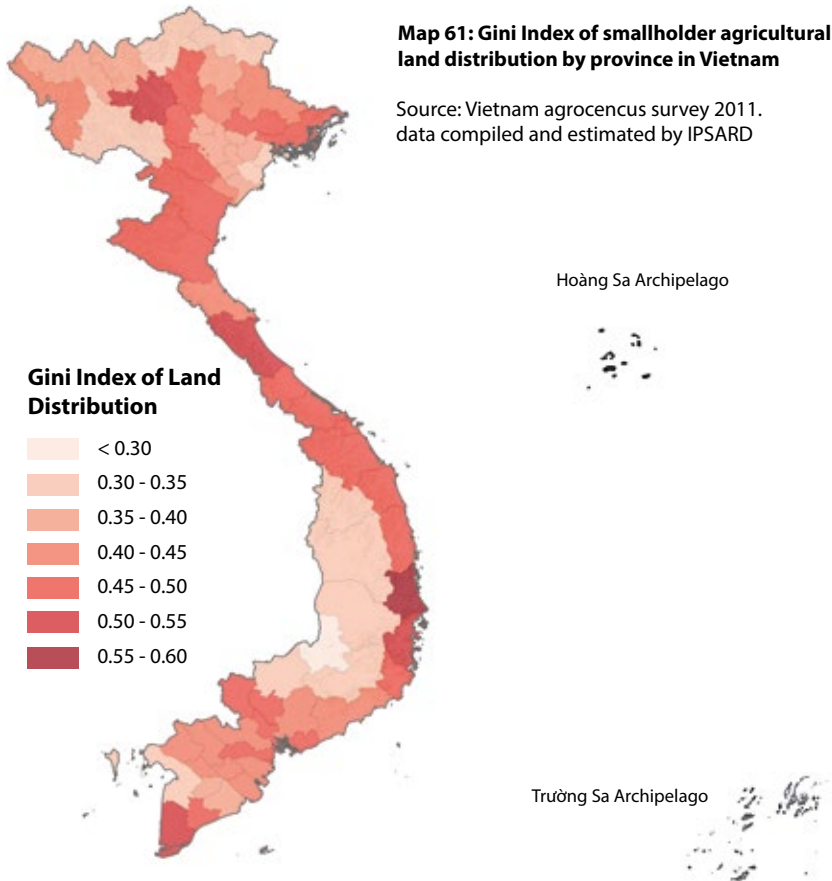 Map 61: Gini Index of smallholder agricultural
land distribution by province in Vietnam
Source: Vietnam agrocencus survey 2011.
data compiled and estimated by IPSARD
Hoàng Sa Archipelago
Gini Index of Land
Distribution
< 0.30
0.30 - 0.35
0.35 - 0.40
0.40 - 0.45
0.45 - 0.50
0.50 - 0.55
0.55 - 0.60
Trường Sa Archipelago